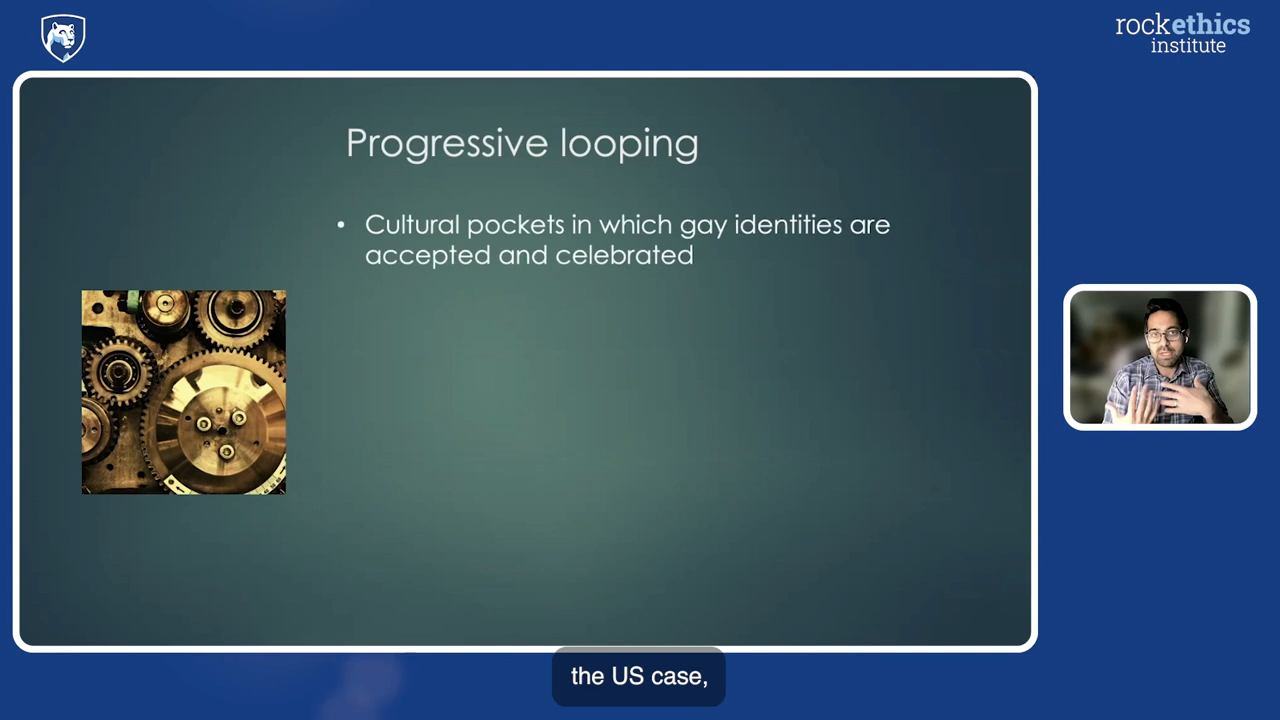 rockethics
institute
Progressive looping
• Cultural pockets in which gay identities are
accepted and celebrated
the US case,